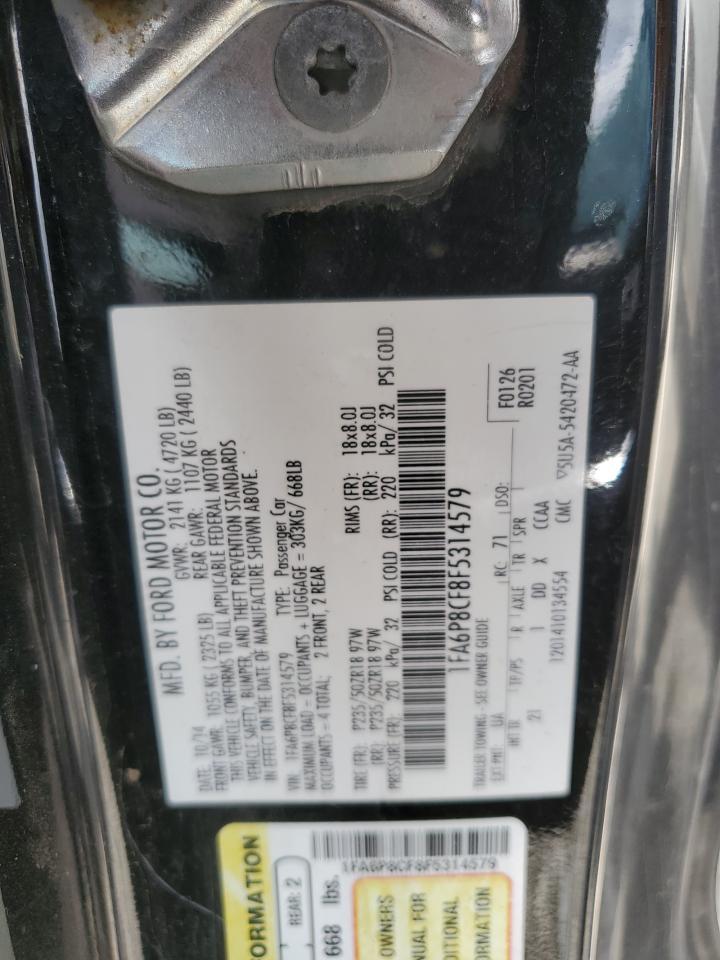 MFD. BY FORD MOTOR CO.
DATE: 10/14 GVWR: 2141 KG ( 4720 LB)
FRONT GAWR: 1055 KG ( 2325 LB) REAR GAWR: 1107 KG ( 2440 LB)
THIS VEHICLE CONFORMS TO ALL APPLICABLE FEDERAL MOTOR
VEHICLE SAFETY, BUMPER, AND THEFT PREVENTION STANDARDS
IN EFFECT ON THE DATE OF MANUFACTURE SHOWN ABOVE.
VIN: 1FA6P8CF8F5314579 TYPE: Passenger Car
MAXIMUM LOAD = OCCUPANTS + LUGGAGE = 303KG/ 668LB
OCCUPANTS = 4 TOTAL; 2 FRONT, 2 REAR
TIRE (FR): P235/50ZR18 97W RIMS (FR): 18x8.0J
(RR): P235/50ZR18 97W (RR): 18x8.0J
PRESSURE (FR): 220 kPa/ 32 PSI COLD (RR): 220 kPa/ 32 PSI COLD
1FA6P8CF8F5314579
TRAILER TOWING - SEE OWNER GUIDE
F0126
R0201
EXT PNT: UA RC: 71 DSO:
INT TR TP/PS R AXLE TR SPR
21 1 DD X CCAA
1201410134554 CMC ▽5U5A-5420472-AA
1FA6P8CF8F5314579
ORMATION
REAR: 2
668 lbs.
OWNERS
NUAL FOR
DITIONAL
ORMATION